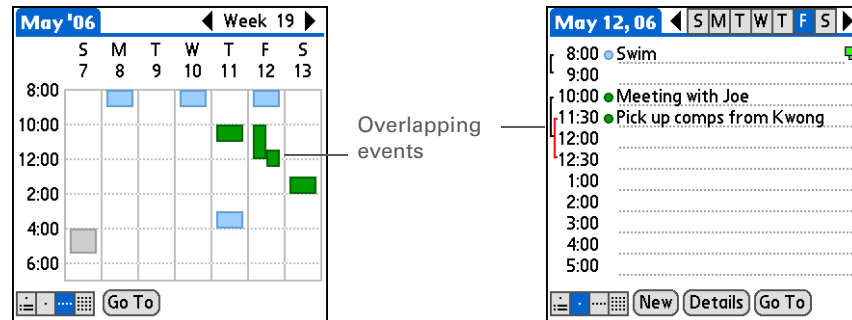 May '06
Week 19
S M T W T F S
7 8 9 10 11 12 13
8:00
10:00
12:00
2:00
4:00
6:00
Go To
Overlapping
events
May 12, 06
S M T W T F S
8:00 Swim
9:00
10:00 Meeting with Joe
11:30 Pick up comps from Kwong
12:00
12:30
1:00
2:00
3:00
4:00
5:00
New Details Go To